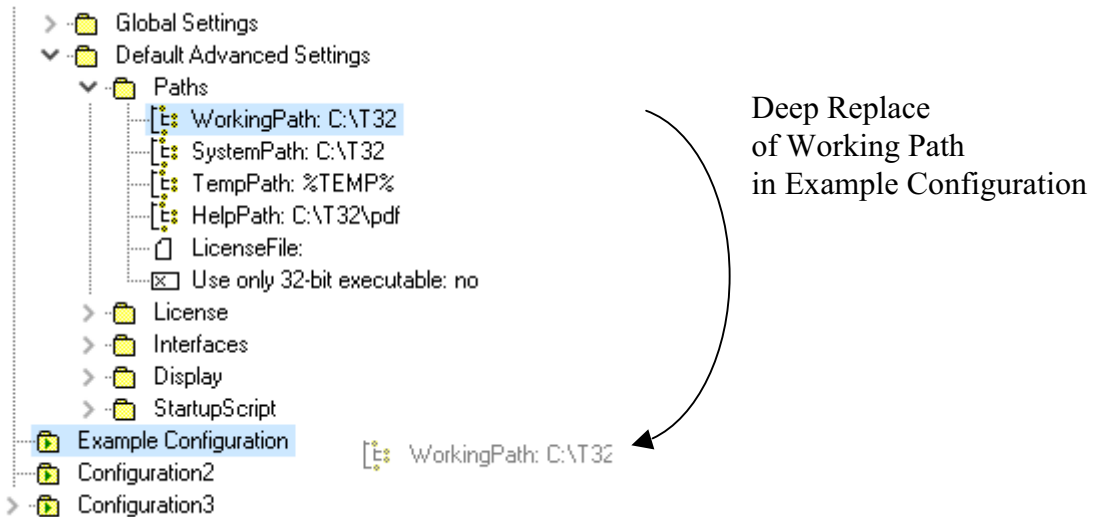 Global Settings
Default Advanced Settings
Paths
WorkingPath: C:\T32
SystemPath: C:\T32
TempPath: %TEMP%
HelpPath: C:\T32\pdf
LicenseFile:
Use only 32-bit executable: no
License
Interfaces
Display
StartupScript
Example Configuration
Configuration2
Configuration3
WorkingPath: C:\T32
Deep Replace
of Working Path
in Example Configuration